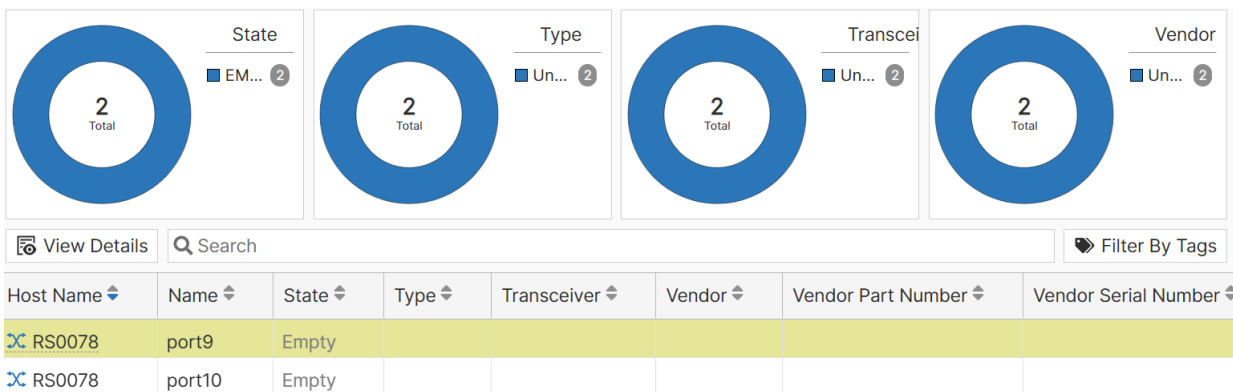 State
EM... 2
2
Total
Type
Un... 2
2
Total
Transcei
Un... 2
2
Total
Vendor
Un... 2
2
Total
View Details
Search
Filter By Tags
Host Name Name State Type Transceiver Vendor Vendor Part Number Vendor Serial Number
RS0078 port9 Empty
RS0078 port10 Empty